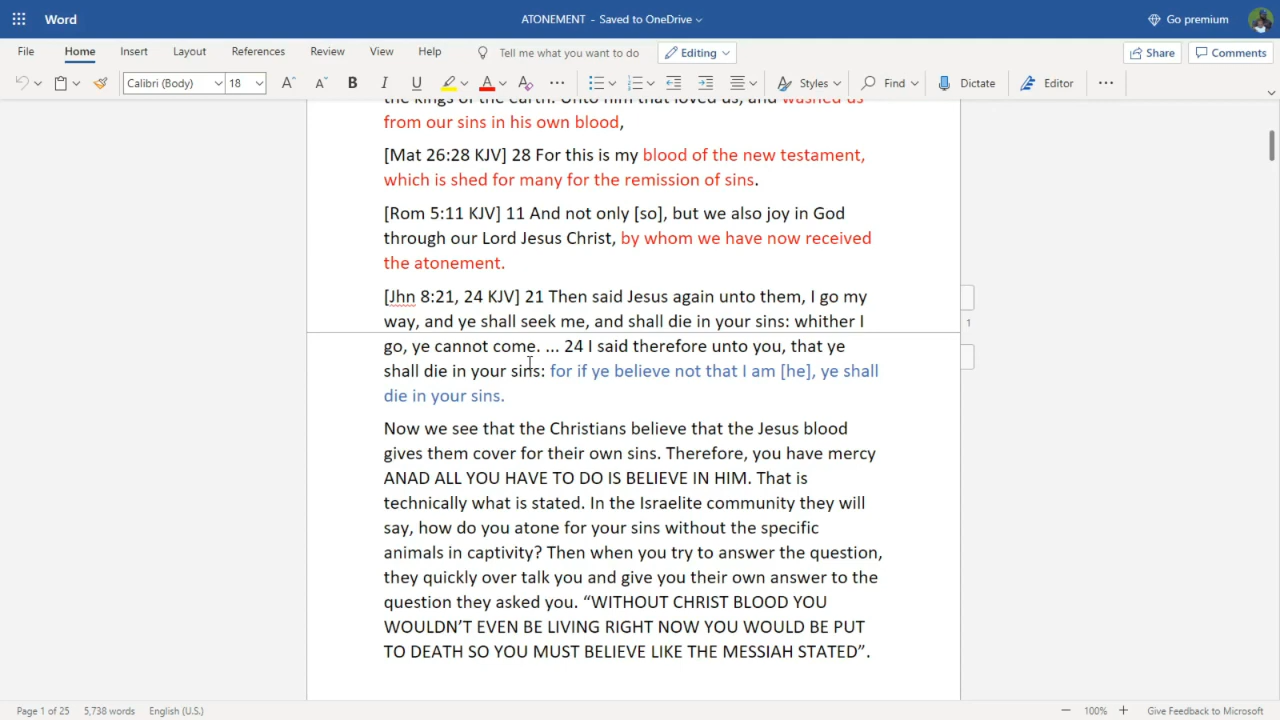 Word
ATONEMENT - Saved to OneDrive
Go premium
File Home Insert Layout References Review View Help Tell me what you want to do Editing Share Comments
Calibri (Body) 18 A A B I U A A Styles Find Dictate Editor
the kings of the earth. Unto him that loved us, and washed us
from our sins in his own blood,
[Mat 26:28 KJV] 28 For this is my blood of the new testament,
which is shed for many for the remission of sins.
[Rom 5:11 KJV] 11 And not only [so], but we also joy in God
through our Lord Jesus Christ, by whom we have now received
the atonement.
[Jhn 8:21, 24 KJV] 21 Then said Jesus again unto them, I go my
way, and ye shall seek me, and shall die in your sins: whither I
1
go, ye cannot come. ... 24 I said therefore unto you, that ye
shall die in your sins: for if ye believe not that I am [he], ye shall
die in your sins.
Now we see that the Christians believe that the Jesus blood
gives them cover for their own sins. Therefore, you have mercy
ANAD ALL YOU HAVE TO DO IS BELIEVE IN HIM. That is
technically what is stated. In the Israelite community they will
say, how do you atone for your sins without the specific
animals in captivity? Then when you try to answer the question,
they quickly over talk you and give you their own answer to the
question they asked you. “WITHOUT CHRIST BLOOD YOU
WOULDN’T EVEN BE LIVING RIGHT NOW YOU WOULD BE PUT
TO DEATH SO YOU MUST BELIEVE LIKE THE MESSIAH STATED”.
Page 1 of 25 5,738 words English (U.S.) 100% Give Feedback to Microsoft